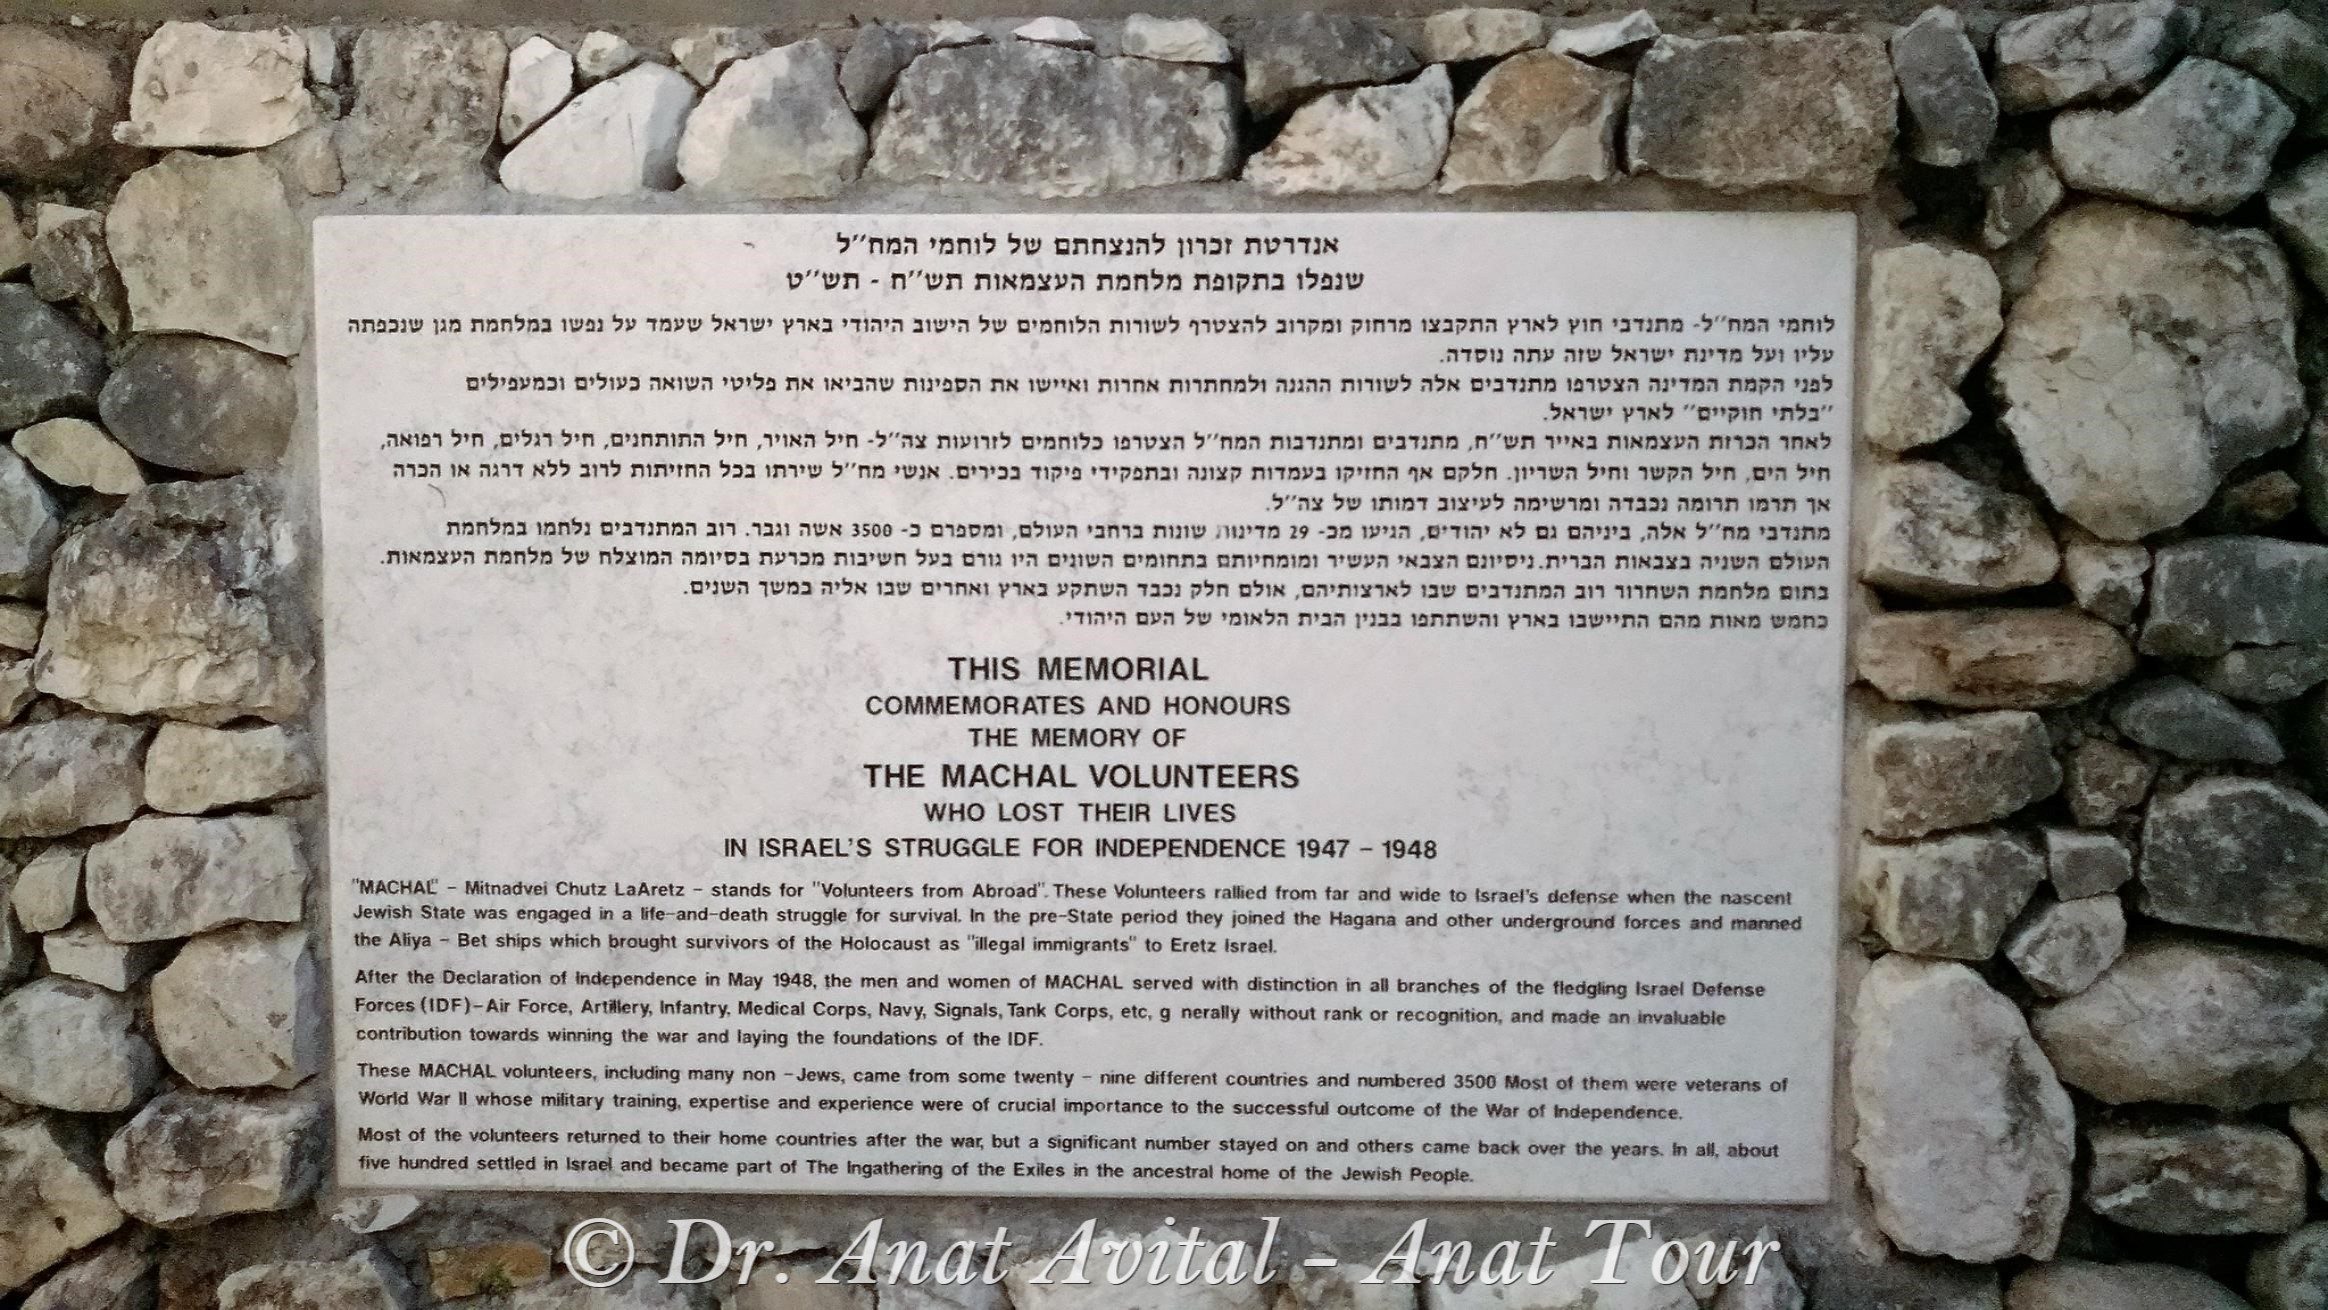 אנדרטת זכרון להנצחתם של לוחמי המח''ל
שנפלו בתקופת מלחמת העצמאות תש''ח - תש''ט
לוחמי המח''ל- מתנדבי חוץ לארץ התקבצו מרחוק ומקרוב להצטרף לשורות הלוחמים של הישוב היהודי בארץ ישראל שעמד על נפשו במלחמת מגן שנכפתה
עליו ועל מדינת ישראל שזה עתה נוסדה.
לפני הקמת המדינה הצטרפו מתנדבים אלה לשורות ההגנה ולמחתרות אחרות ואיישו את הספינות שהביאו את פליטי השואה כעולים וכמעפילים
''בלתי חוקיים'' לארץ ישראל.
לאחר הכרזת העצמאות באייר תש''ח, מתנדבים ומתנדבות המח''ל הצטרפו כלוחמים לזרועות צה''ל- חיל האויר, חיל התותחנים, חיל רגלים, חיל רפואה,
חיל הים, חיל הקשר וחיל השריון. חלקם אף החזיקו בעמדות קצונה ובתפקידי פיקוד בכירים. אנשי מח''ל שירתו בכל החזיתות לרוב ללא דרגה או הכרה
אך תרמו תרומה נכבדה ומרשימה לעיצוב דמותו של צה''ל.
מתנדבי מח''ל אלה, ביניהם גם לא יהודים, הגיעו מכ- 29 מדינות שונות ברחבי העולם, ומספרם כ- 3500 אשה וגבר. רוב המתנדבים נלחמו במלחמת
העולם השניה בצבאות הברית. ניסיונם הצבאי העשיר ומומחיותם בתחומים השונים היו גורם בעל חשיבות מכרעת בסיומה המוצלח של מלחמת העצמאות.
בתום מלחמת השחרור רוב המתנדבים שבו לארצותיהם, אולם חלק נכבד השתקע בארץ ואחרים שבו אליה במשך השנים.
כחמש מאות מהם התיישבו בארץ והשתתפו בבנין הבית הלאומי של העם היהודי.
THIS MEMORIAL
COMMEMORATES AND HONOURS
THE MEMORY OF
THE MACHAL VOLUNTEERS
WHO LOST THEIR LIVES
IN ISRAEL'S STRUGGLE FOR INDEPENDENCE 1947 - 1948
"MACHAL" - Mitnadvei Chutz LaAretz - stands for "Volunteers from Abroad". These Volunteers rallied from far and wide to Israel's defense when the nascent
Jewish State was engaged in a life-and-death struggle for survival. In the pre-State period they joined the Hagana and other underground forces and manned
the Aliya - Bet ships which brought survivors of the Holocaust as "illegal immigrants" to Eretz Israel.
After the Declaration of Independence in May 1948, the men and women of MACHAL served with distinction in all branches of the fledgling Israel Defense
Forces (IDF)-Air Force, Artillery, Infantry, Medical Corps, Navy, Signals, Tank Corps, etc, g nerally without rank or recognition, and made an invaluable
contribution towards winning the war and laying the foundations of the IDF.
These MACHAL volunteers, including many non -Jews, came from some twenty - nine different countries and numbered 3500 Most of them were veterans of
World War II whose military training, expertise and experience were of crucial importance to the successful outcome of the War of Independence.
Most of the volunteers returned to their home countries after the war, but a significant number stayed on and others came back over the years. In all, about
five hundred settled in Israel and became part of The Ingathering of the Exiles in the ancestral home of the Jewish People.
© Dr. Anat Avital - Anat Tour